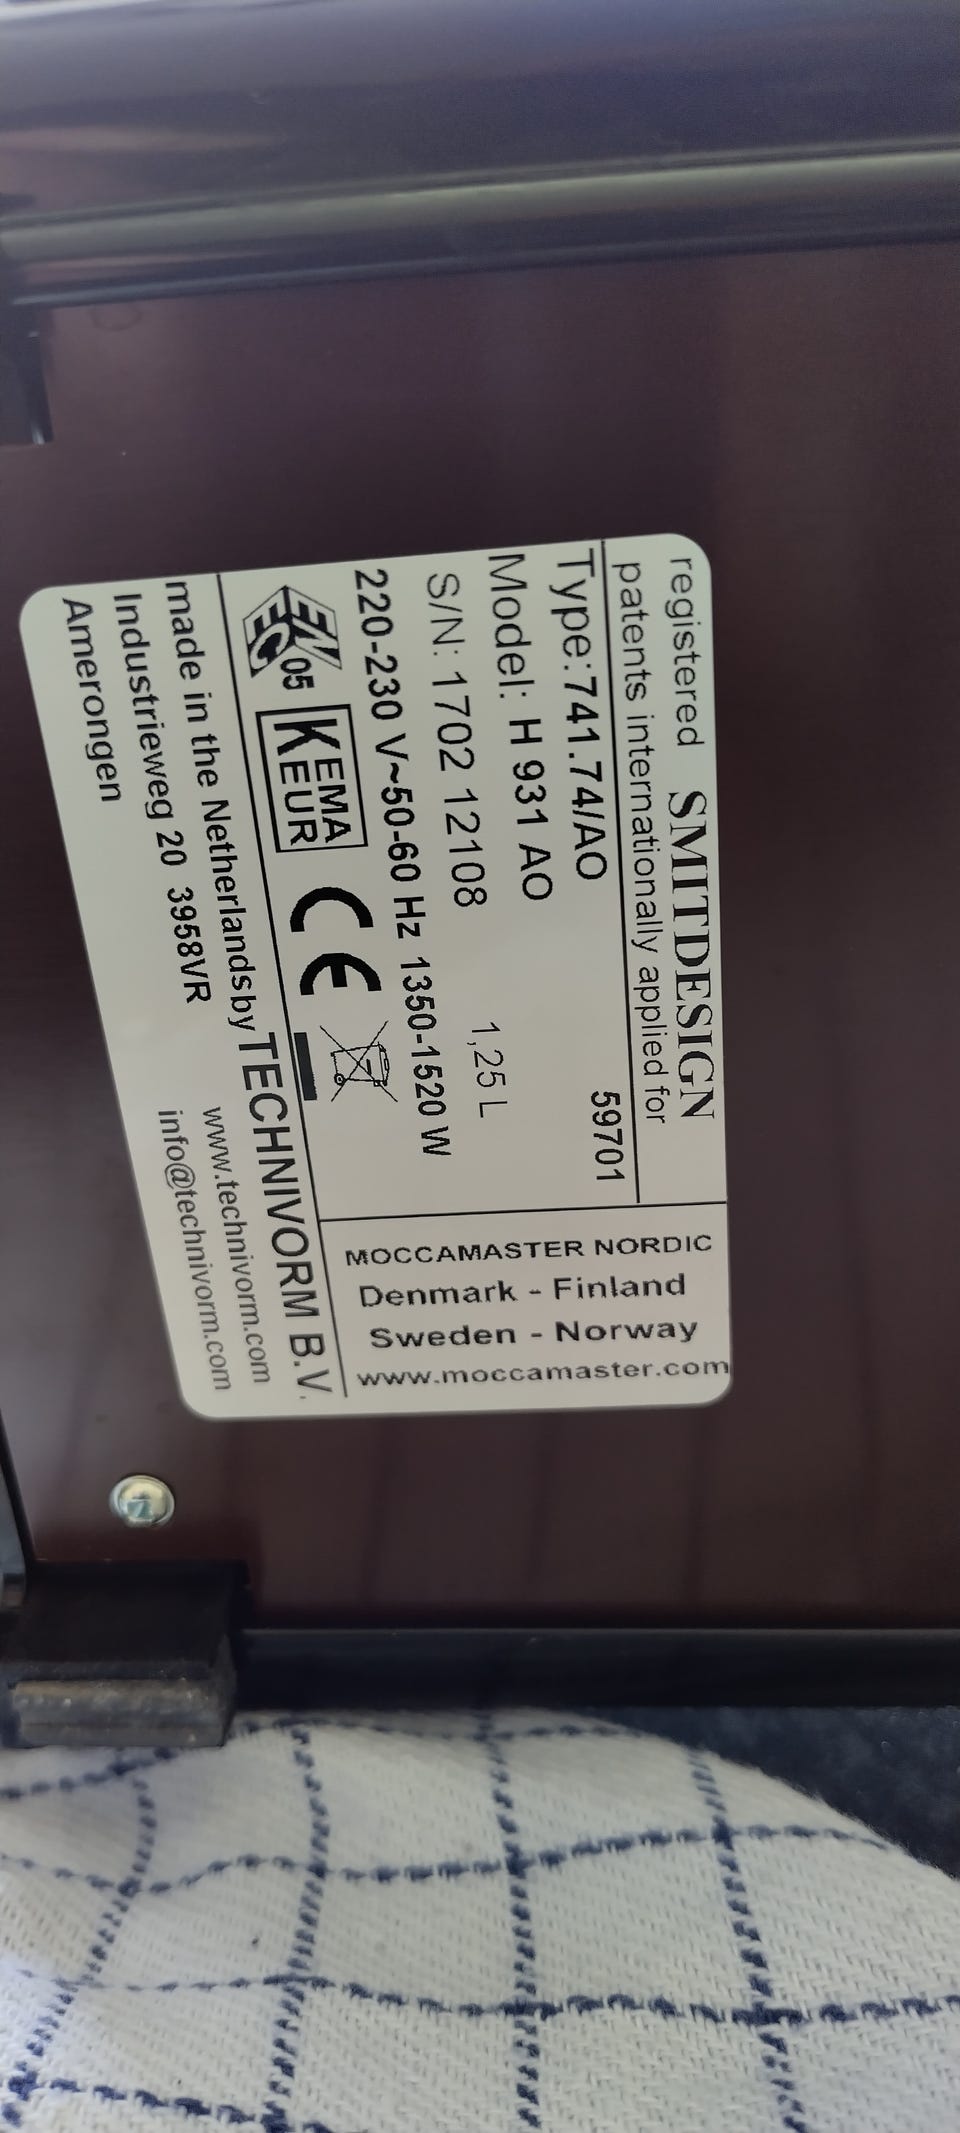 registered SMITDESIGN
patents internationally applied for
Type:741.74/AO 59701
Model: H 931 AO
S/N: 1702 12108 1,25 L
220-230 V~50-60 Hz 1350-1520 W
EN
EC 05 KEMA
KEUR CE
MOCCAMASTER NORDIC
Denmark - Finland
Sweden - Norway
www.moccamaster.com
made in the Netherlands by TECHNIVORM B.V.
Industrieweg 20 3958VR www.technivorm.com
Amerongen info@technivorm.com